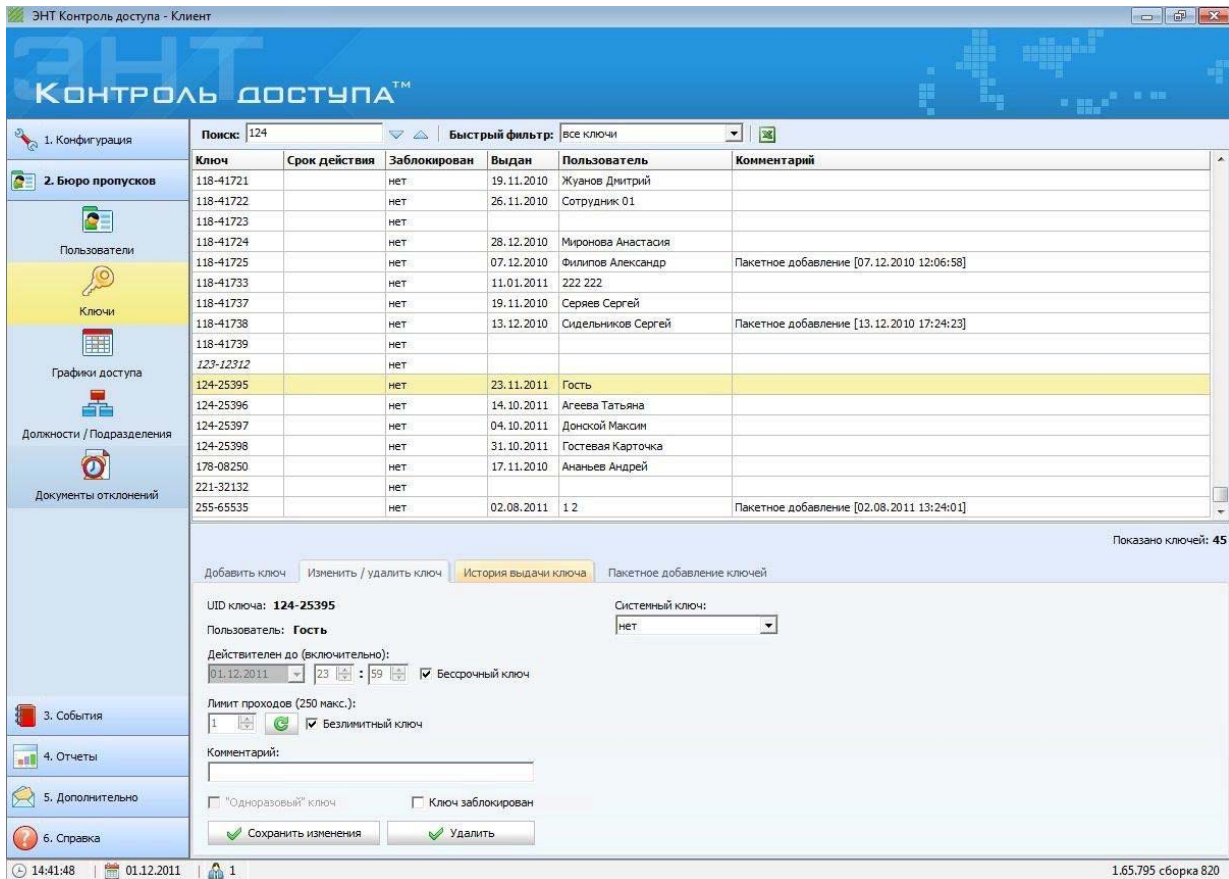 ЭНТ Контроль доступа - Клиент
ЭНТ
КОНТРОЛЬ ДОСТУПА™
1. Конфигурация
2. Бюро пропусков
Пользователи
Ключи
Графики доступа
Должности / Подразделения
Документы отклонений
3. События
4. Отчеты
5. Дополнительно
6. Справка
Поиск: 124 Быстрый фильтр: все ключи
Ключ Срок действия Заблокирован Выдан Пользователь Комментарий
118-41721 нет 19.11.2010 Жуанов Дмитрий
118-41722 нет 26.11.2010 Сотрудник 01
118-41723 нет
118-41724 нет 28.12.2010 Миронова Анастасия
118-41725 нет 07.12.2010 Филипов Александр Пакетное добавление [07.12.2010 12:06:58]
118-41733 нет 11.01.2011 222 222
118-41737 нет 19.11.2010 Серяев Сергей
118-41738 нет 13.12.2010 Сидельников Сергей Пакетное добавление [13.12.2010 17:24:23]
118-41739 нет
123-12312 нет
124-25395 нет 23.11.2011 Гость
124-25396 нет 14.10.2011 Агеева Татьяна
124-25397 нет 04.10.2011 Донской Максим
124-25398 нет 31.10.2011 Гостевая Карточка
178-08250 нет 17.11.2010 Ананьев Андрей
221-32132 нет
255-65535 нет 02.08.2011 1 2 Пакетное добавление [02.08.2011 13:24:01]
Показано ключей: 45
Добавить ключ Изменить / удалить ключ История выдачи ключа Пакетное добавление ключей
UID ключа: 124-25395 Системный ключ:
нет
Пользователь: Гость
Действителен до (включительно):
01.12.2011 23 : 59 Бессрочный ключ
Лимит проходов (250 макс.):
1 Безлимитный ключ
Комментарий:
"Одноразовый" ключ Ключ заблокирован
Сохранить изменения Удалить
14:41:48 | 01.12.2011 | 1 1.65.795 сборка 820